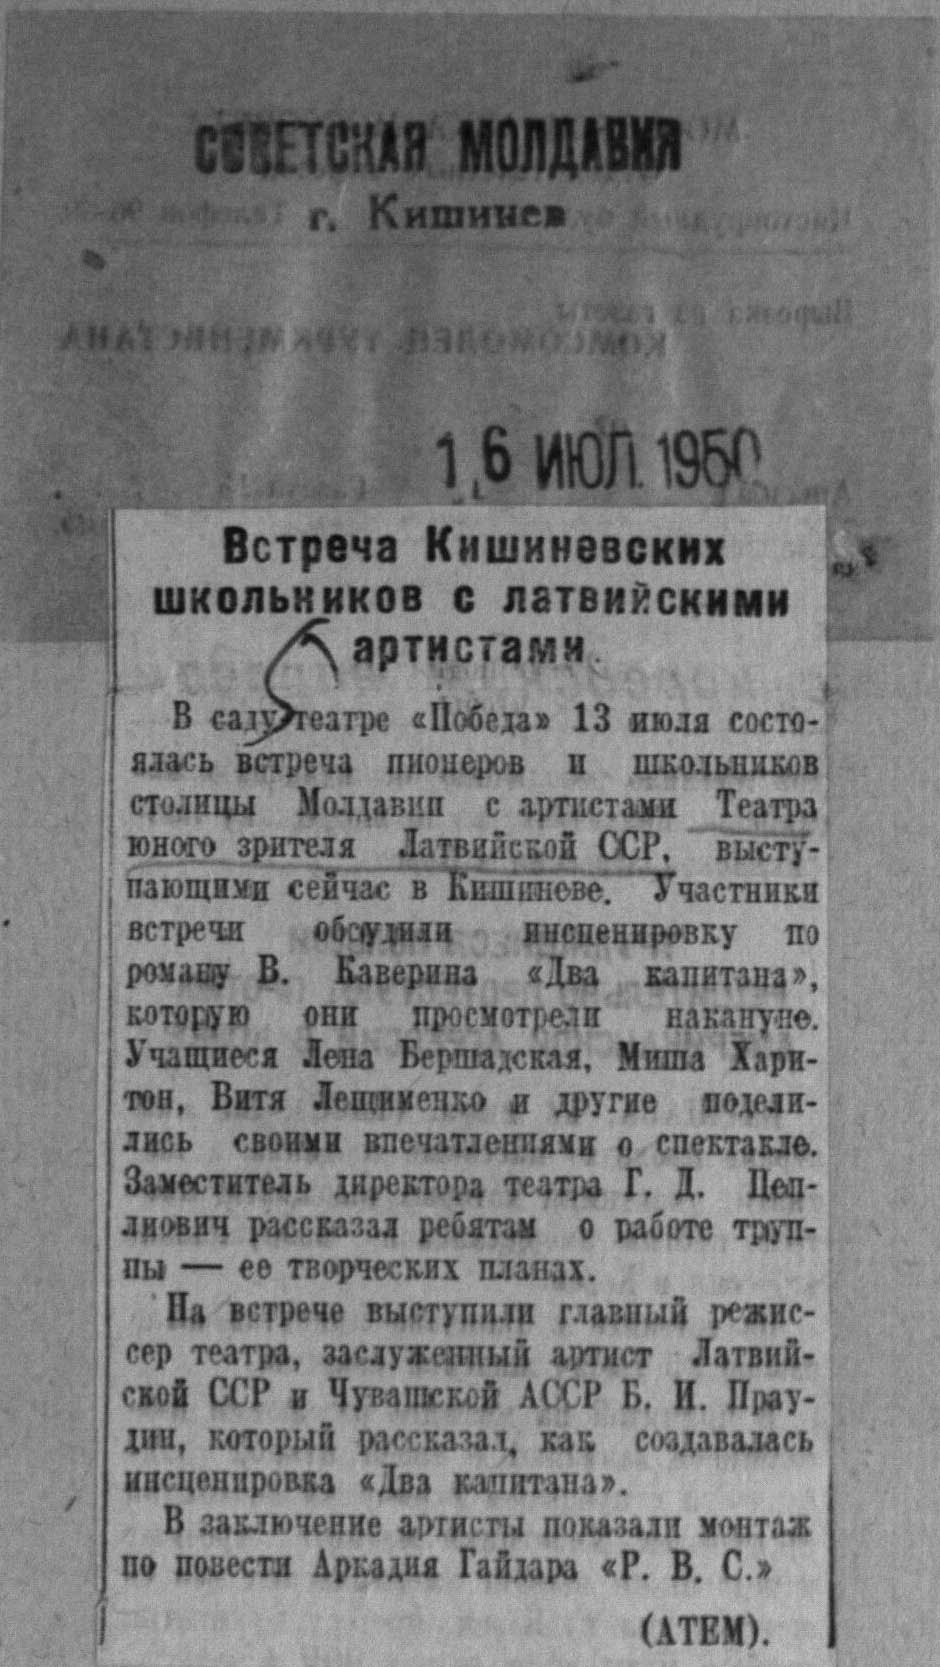 СОВЕТСКАЯ МОЛДАВИЯ
г. Кишинев
16 ИЮЛ. 1950
Встреча Кишиневских
школьников с латвийскими
артистами.
В саду театре «Победа» 13 июля состо-
ялась встреча пионеров и школьников
столицы Молдавии с артистами Театра
юного зрителя Латвийской ССР, высту-
пающими сейчас в Кишиневе. Участники
встречи обсудили инсценировку по
роману В. Каверина «Два капитана»,
которую они просмотрели накануне.
Учащиеся Лена Бершадская, Миша Хари-
тон, Витя Лещименко и другие подели-
лись своими впечатлениями о спектакле.
Заместитель директора театра Г. Д. Цеп-
лиович рассказал ребятам о работе труп-
пы — ее творческих планах.
На встрече выступили главный режис-
сер театра, заслуженный артист Латвий-
ской ССР и Чувашской АССР Б. И. Прау-
дин, который рассказал, как создавалась
инсценировка «Два капитана».
В заключение артисты показали монтаж
по повести Аркадия Гайдара «Р. В. С.»
(АТЕМ).